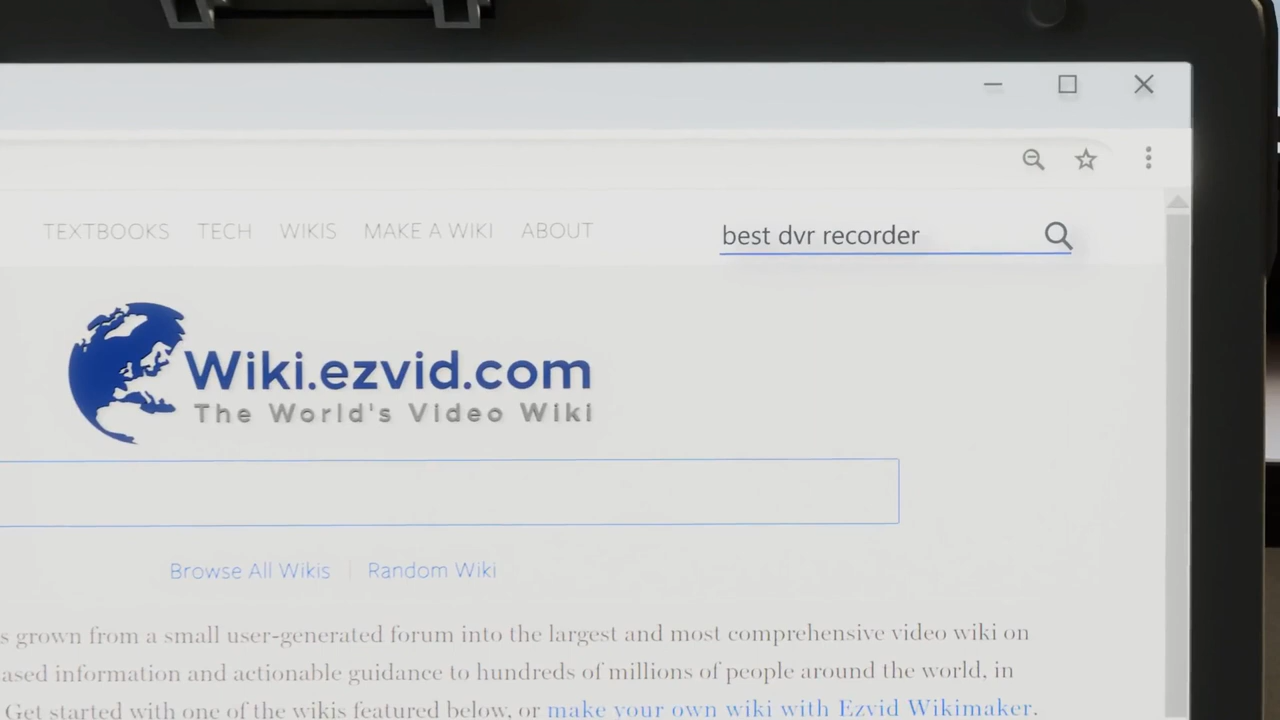 TEXTBOOKS TECH WIKIS MAKE A WIKI ABOUT
best dvr recorder
Wiki.ezvid.com
The World's Video Wiki
Browse All Wikis | Random Wiki
s grown from a small user-generated forum into the largest and most comprehensive video wiki on
ased information and actionable guidance to hundreds of millions of people around the world, in
Get started with one of the wikis featured below, or make your own wiki with Ezvid Wikimaker.